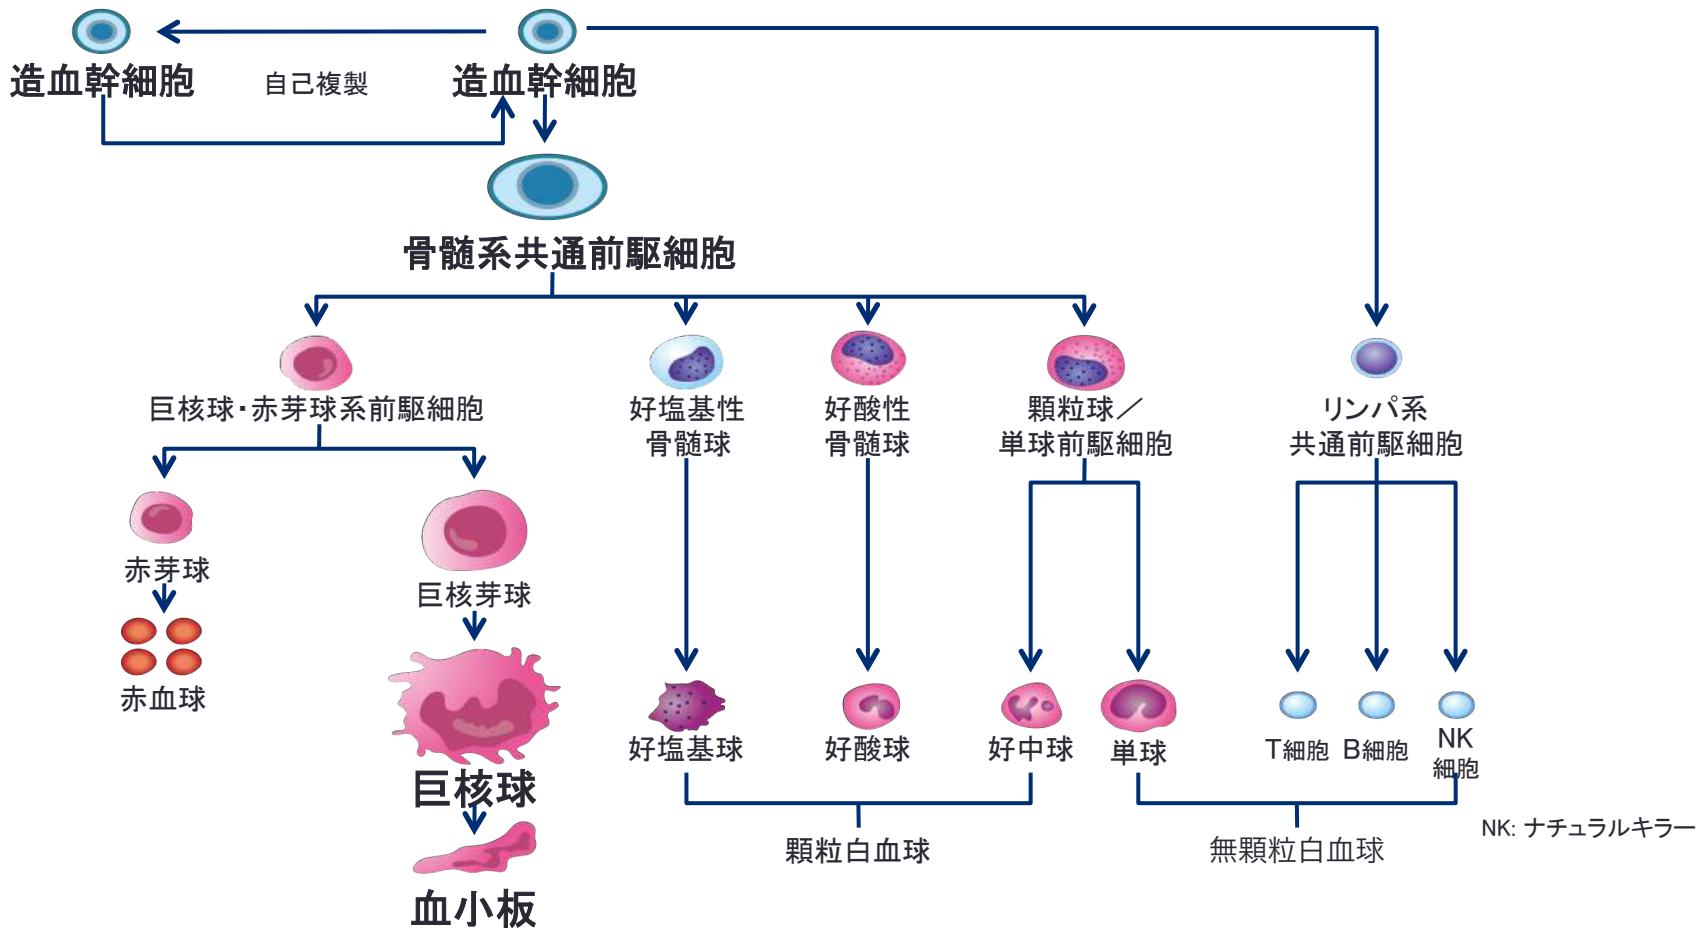 造血幹細胞
自己複製
造血幹細胞
骨髄系共通前駆細胞
巨核球・赤芽球系前駆細胞
好塩基性
骨髄球
好酸性
骨髄球
顆粒球／
単球前駆細胞
リンパ系
共通前駆細胞
赤芽球
巨核芽球
赤血球
巨核球
血小板
好塩基球
好酸球
好中球
単球
T細胞
B細胞
NK
細胞
顆粒白血球
無顆粒白血球
NK: ナチュラルキラー